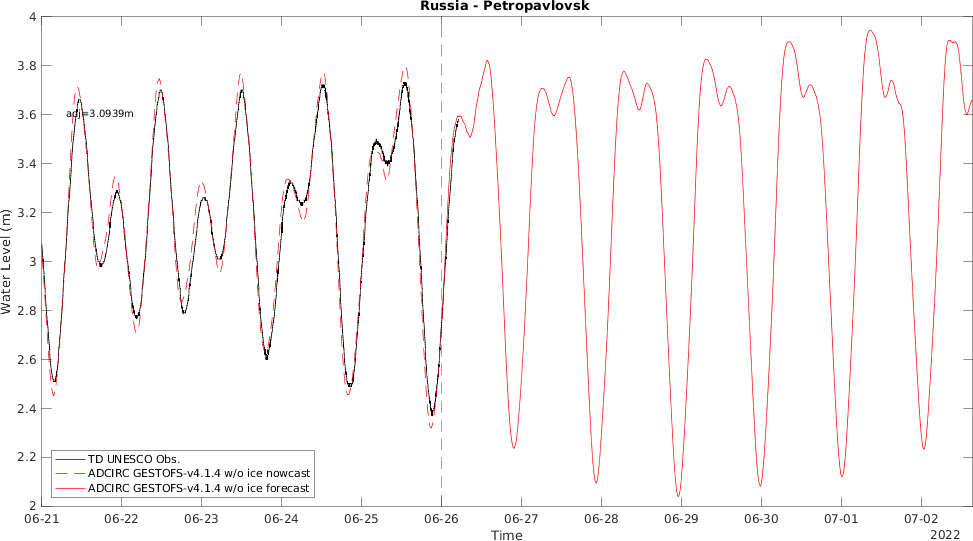 Russia - Petropavlovsk
4
3.8
3.6
3.4
3.2
3
2.8
2.6
2.4
2.2
2
Water Level (m)
adj=3.0939m
TD UNESCO Obs.
ADCIRC GESTOFS-v4.1.4 w/o ice nowcast
ADCIRC GESTOFS-v4.1.4 w/o ice forecast
06-21 06-22 06-23 06-24 06-25 06-26 06-27 06-28 06-29 06-30 07-01 07-02
Time
2022